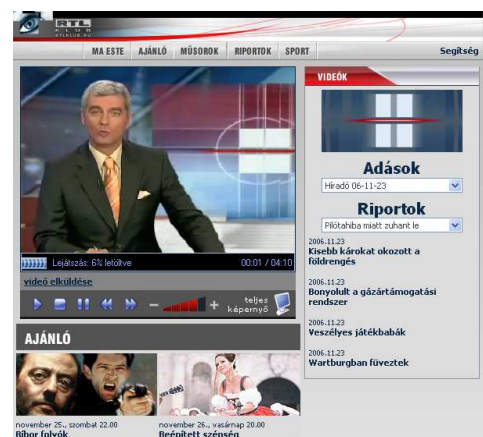 RTL
KLUB
RTLKLUB.HU
MA ESTE AJÁNLÓ MŰSOROK RIPORTOK SPORT Segítség
Lejátszás: 6% letöltve 00:01 / 04:10
videó elküldése
teljes
képernyő
AJÁNLÓ
november 25., szombat 22.00
Bíbor folyók
november 26., vasárnap 20.00
Beépített szépség
VIDEÓK
Adások
Híradó 06-11-23
Riportok
Pilótahiba miatt zuhant le
2006.11.23
Kisebb károkat okozott a
földrengés
2006.11.23
Bonyolult a gázártámogatási
rendszer
2006.11.23
Veszélyes játékbabák
2006.11.23
Wartburgban füveztek